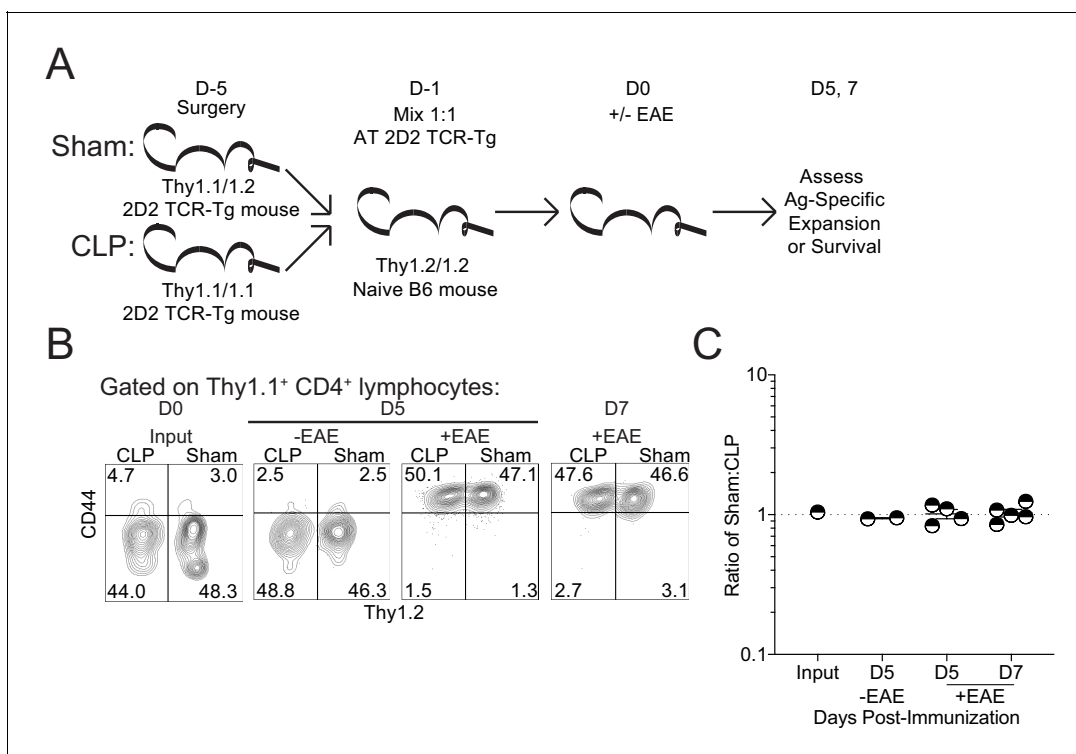 A
D-5
Surgery
D-1
Mix 1:1
AT 2D2 TCR-Tg
D0
+/- EAE
D5, 7
Sham:
Thy1.1/1.2
2D2 TCR-Tg mouse
CLP:
Thy1.1/1.1
2D2 TCR-Tg mouse
Thy1.2/1.2
Naive B6 mouse
Assess
Ag-Specific
Expansion
or Survival
B
Gated on Thy1.1+ CD4+ lymphocytes:
D0 D5 D7
Input -EAE +EAE +EAE
CLP Sham CLP Sham CLP Sham CLP Sham
4.7 3.0 2.5 2.5 50.1 47.1 47.6 46.6
CD44
44.0 48.3 48.8 46.3 1.5 1.3 2.7 3.1
Thy1.2
C
10
1
0.1
Ratio of Sham:CLP
Input D5 D5 D7
-EAE +EAE
Days Post-Immunization